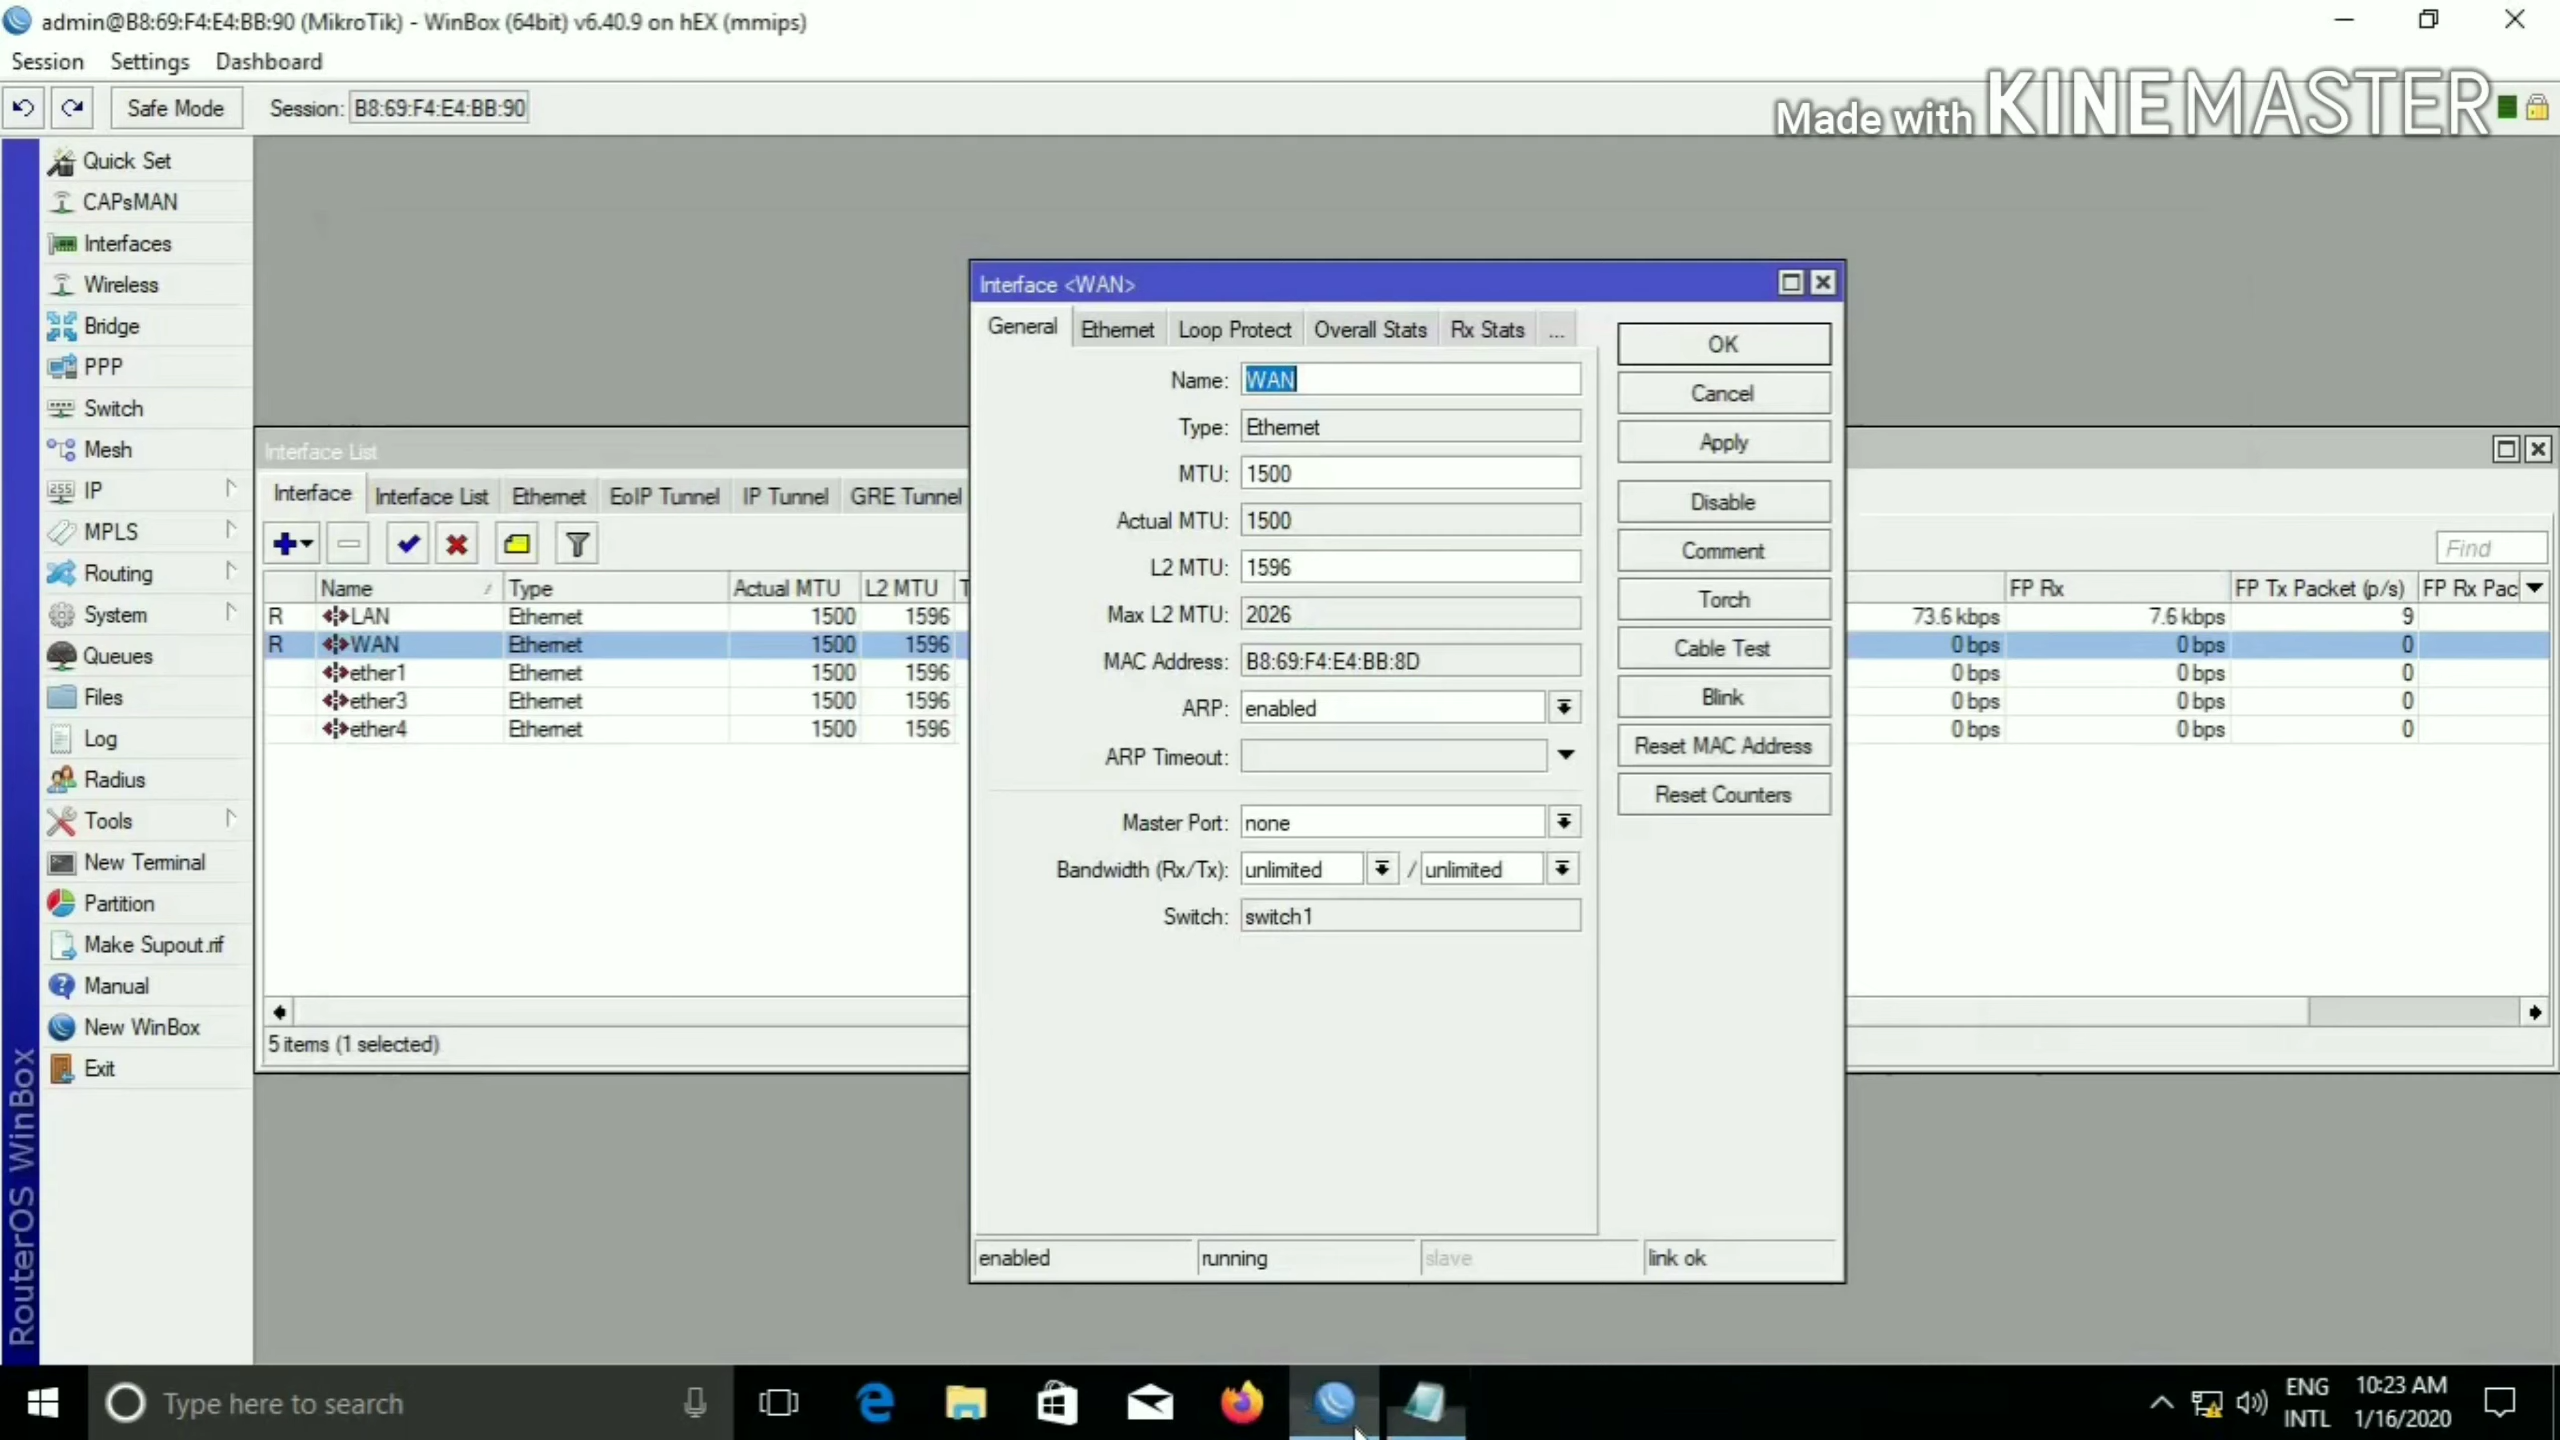 admin@B8:69:F4:E4:BB:90 (MikroTik) - WinBox (64bit) v6.40.9 on hEX (mmips)
Session Settings Dashboard
Safe Mode Session: B8:69:F4:E4:BB:90
Made with KINEMASTER
Quick Set
CAPsMAN
Interfaces
Wireless
Bridge
PPP
Switch
Mesh
IP
MPLS
Routing
System
Queues
Files
Log
Radius
Tools
New Terminal
Partition
Make Supout.rif
Manual
New WinBox
Exit
RouterOS WinBox
Interface List
Interface Interface List Ethernet EoIP Tunnel IP Tunnel GRE Tunnel
Find
Name Type Actual MTU L2 MTU T FP Rx FP Tx Packet (p/s) FP Rx Pac
R LAN Ethernet 1500 1596 73.6 kbps 7.6 kbps 9
R WAN Ethernet 1500 1596 0 bps 0 bps 0
ether1 Ethernet 1500 1596 0 bps 0 bps 0
ether3 Ethernet 1500 1596 0 bps 0 bps 0
ether4 Ethernet 1500 1596 0 bps 0 bps 0
5 items (1 selected)
Interface <WAN>
General Ethernet Loop Protect Overall Stats Rx Stats ...
Name: WAN
Type: Ethernet
MTU: 1500
Actual MTU: 1500
L2 MTU: 1596
Max L2 MTU: 2026
MAC Address: B8:69:F4:E4:BB:8D
ARP: enabled
ARP Timeout:
Master Port: none
Bandwidth (Rx/Tx): unlimited / unlimited
Switch: switch1
OK
Cancel
Apply
Disable
Comment
Torch
Cable Test
Blink
Reset MAC Address
Reset Counters
enabled running slave link ok
Type here to search
ENG
INTL
10:23 AM
1/16/2020